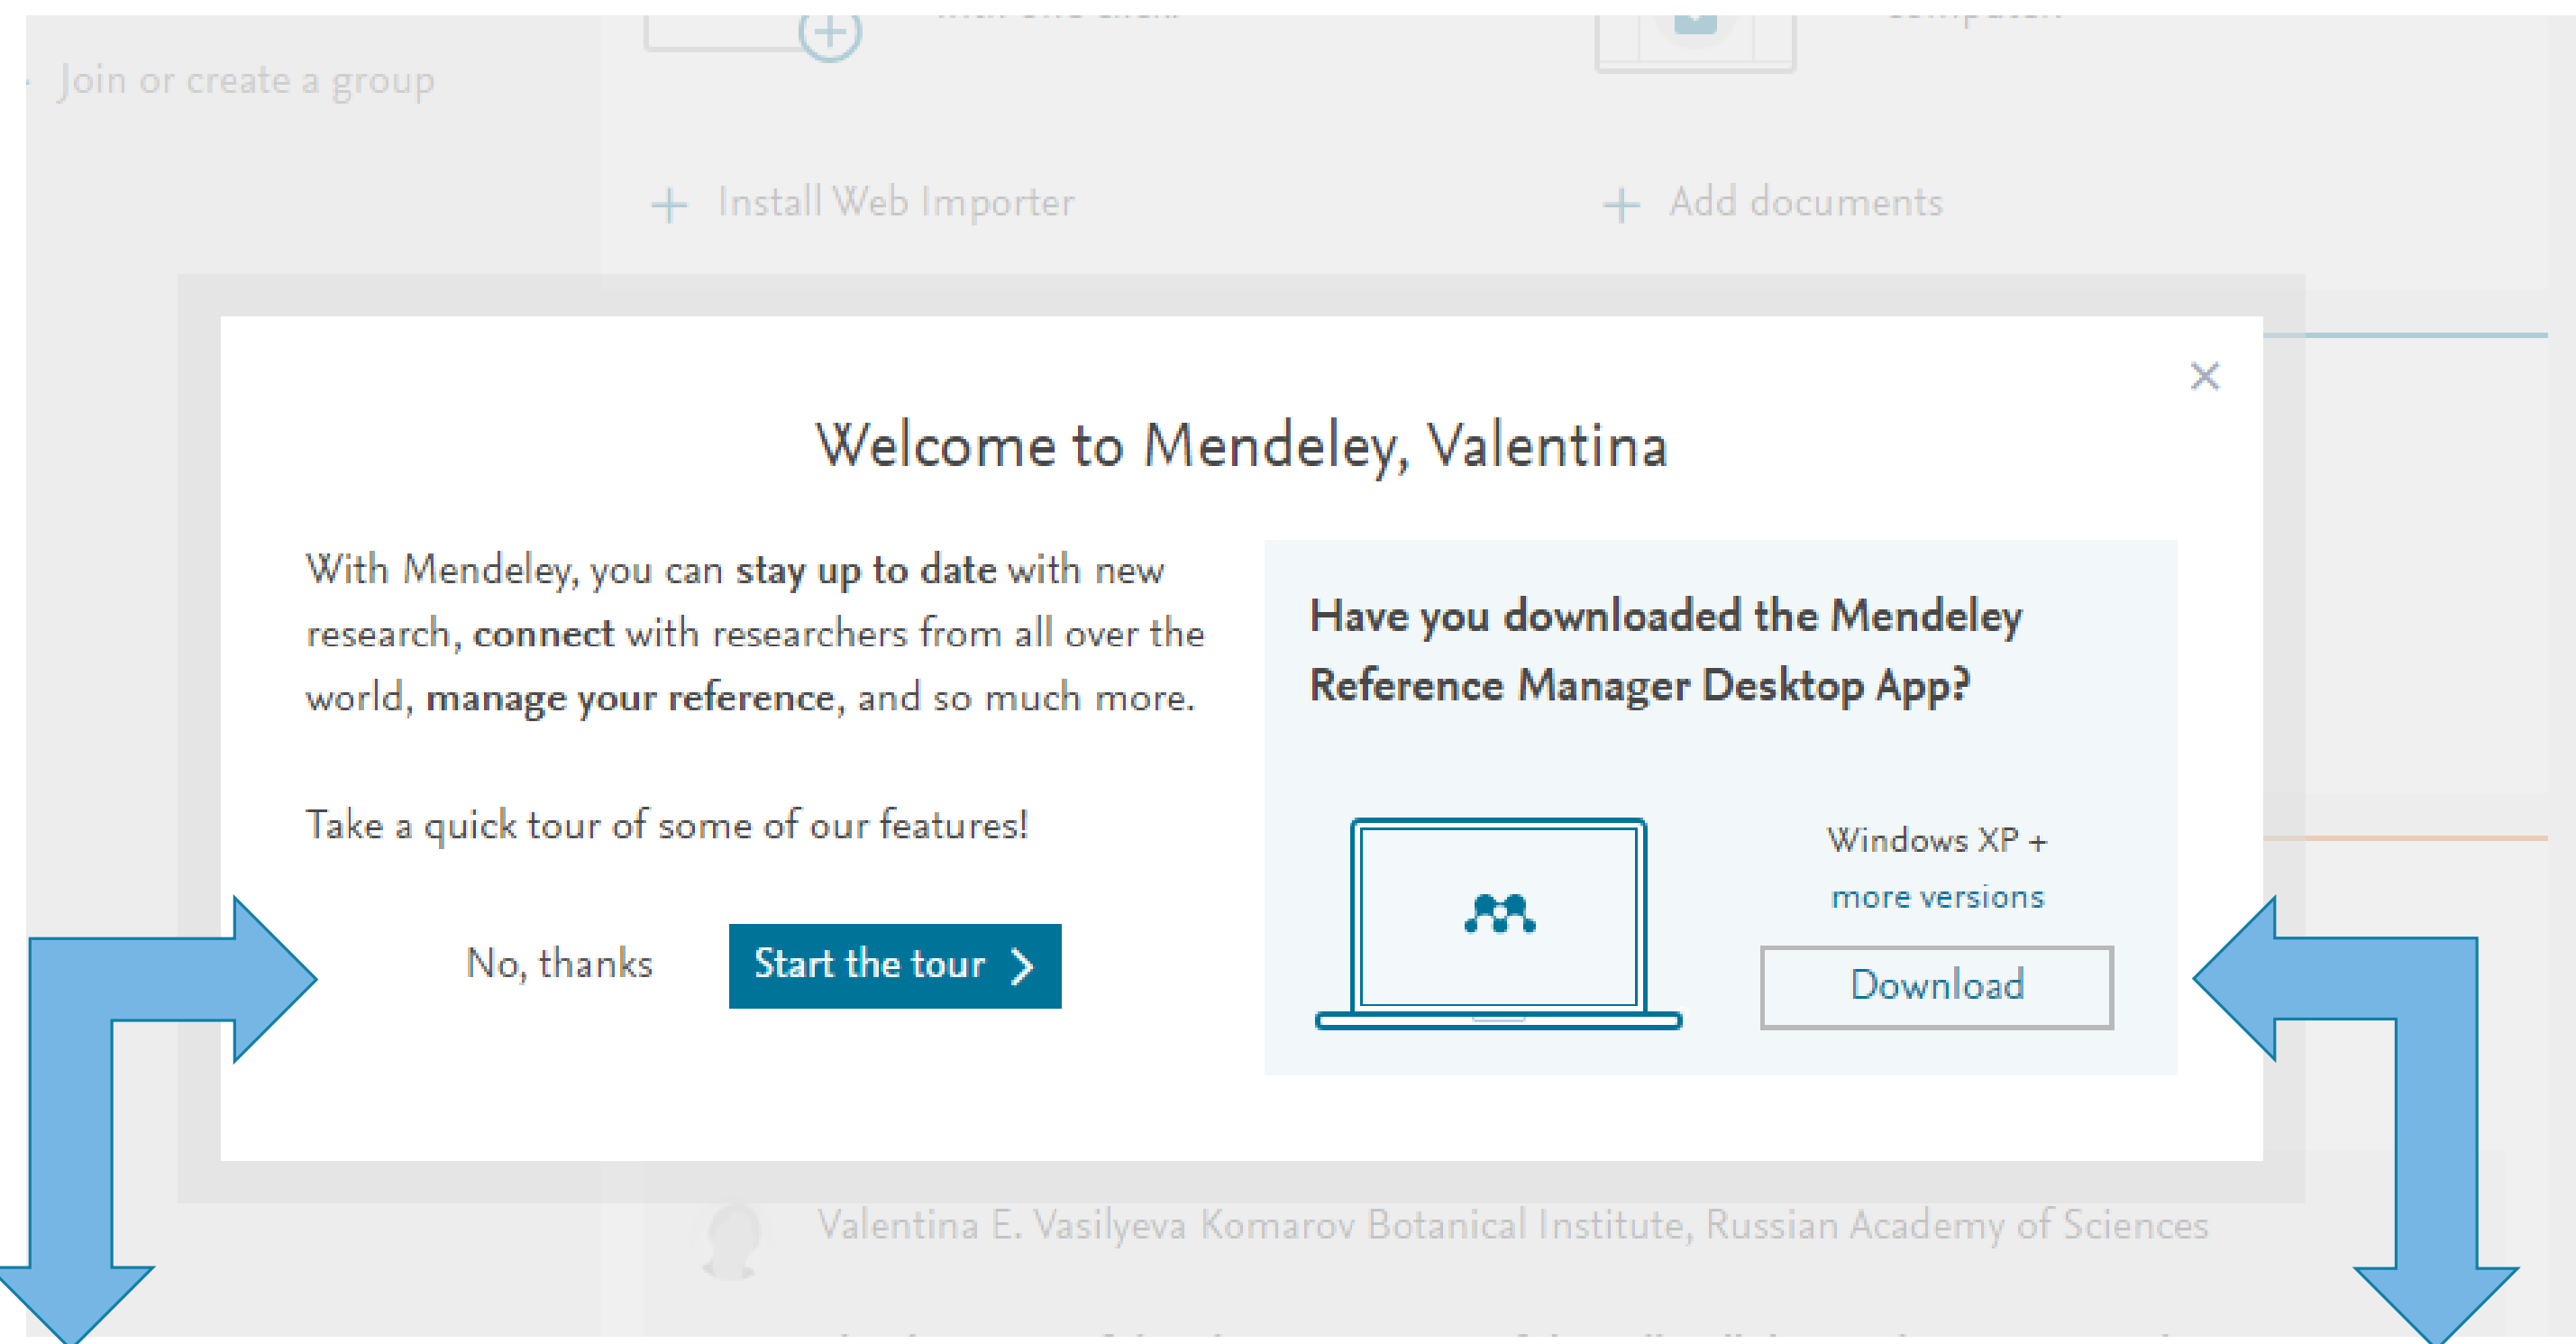 Join or create a group
Install Web Importer
Add documents
Welcome to Mendeley, Valentina
With Mendeley, you can stay up to date with new
research, connect with researchers from all over the
world, manage your reference, and so much more.
Take a quick tour of some of our features!
No, thanks
Start the tour
Have you downloaded the Mendeley
Reference Manager Desktop App?
Windows XP +
more versions
Download
Valentina E. Vasilyeva Komarov Botanical Institute, Russian Academy of Sciences